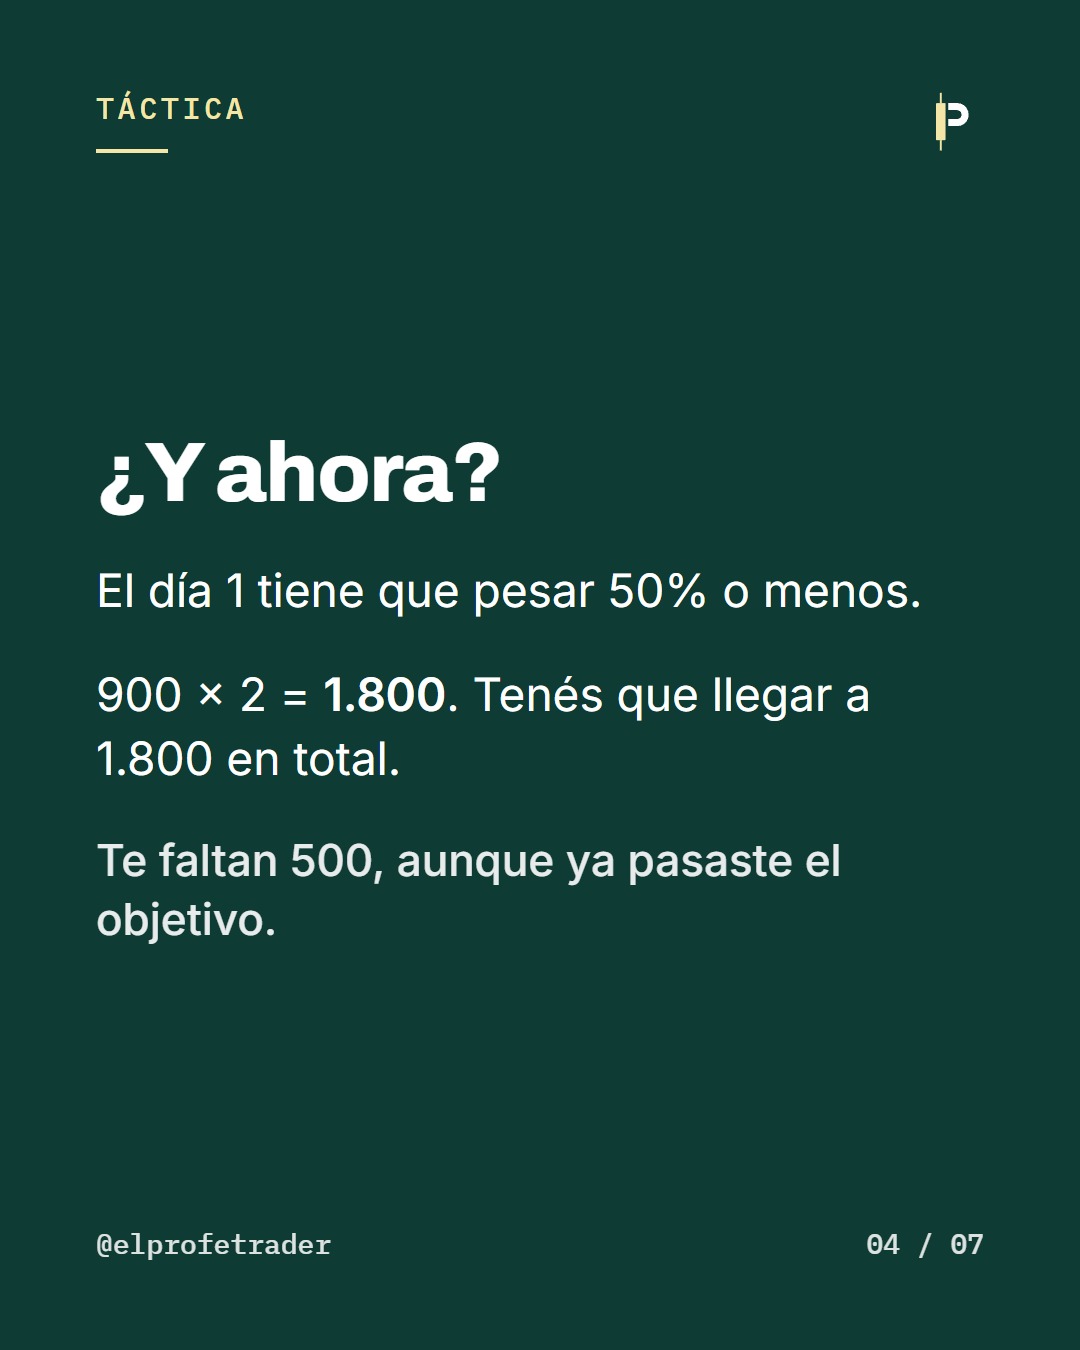 TÁCTICA
¿Y ahora?
El día 1 tiene que pesar 50% o menos.
900 × 2 = 1.800. Tenés que llegar a
1.800 en total.
Te faltan 500, aunque ya pasaste el
objetivo.
@elprofetrader
04 / 07